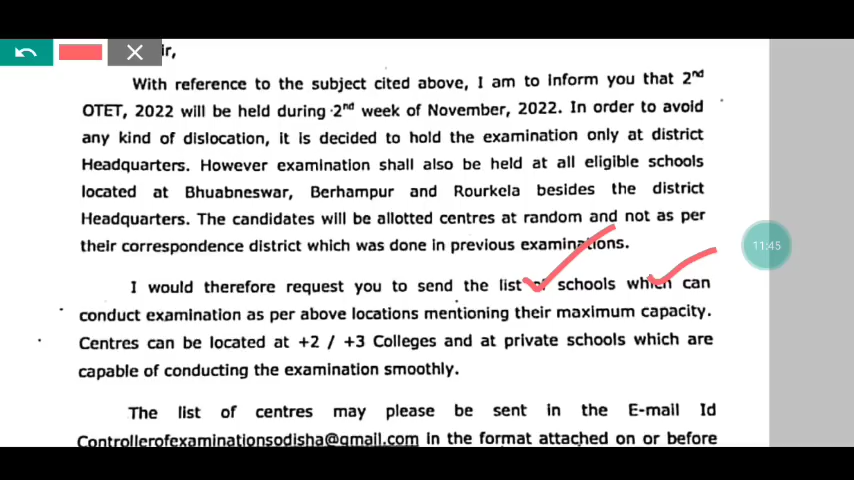 ir,
With reference to the subject cited above, I am to inform you that 2nd
OTET, 2022 will be held during 2nd week of November, 2022. In order to avoid
any kind of dislocation, it is decided to hold the examination only at district
Headquarters. However examination shall also be held at all eligible schools
located at Bhuabneswar, Berhampur and Rourkela besides the district
Headquarters. The candidates will be allotted centres at random and not as per
their correspondence district which was done in previous examinations.
11:45
I would therefore request you to send the list of schools which can
conduct examination as per above locations mentioning their maximum capacity.
Centres can be located at +2 / +3 Colleges and at private schools which are
capable of conducting the examination smoothly.
The list of centres may please be sent in the E-mail Id
Controllerofexaminationsodisha@gmail.com in the format attached on or before